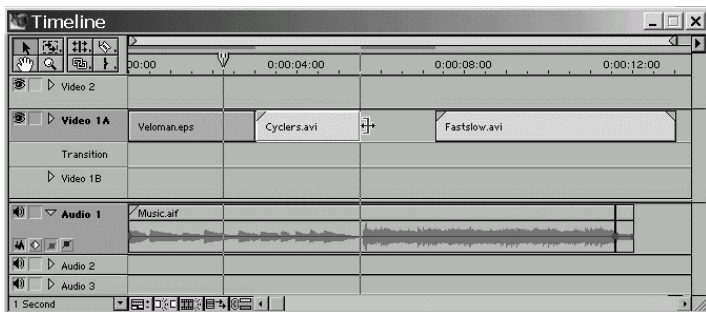 Timeline
00:00 0:00:04:00 0:00:08:00 0:00:12:00
Video 2
Video 1A
Veloman.eps Cyclers.avi Fastslow.avi
Transition
Video 1B
Audio 1 Music.aif
Audio 2
Audio 3
1 Second